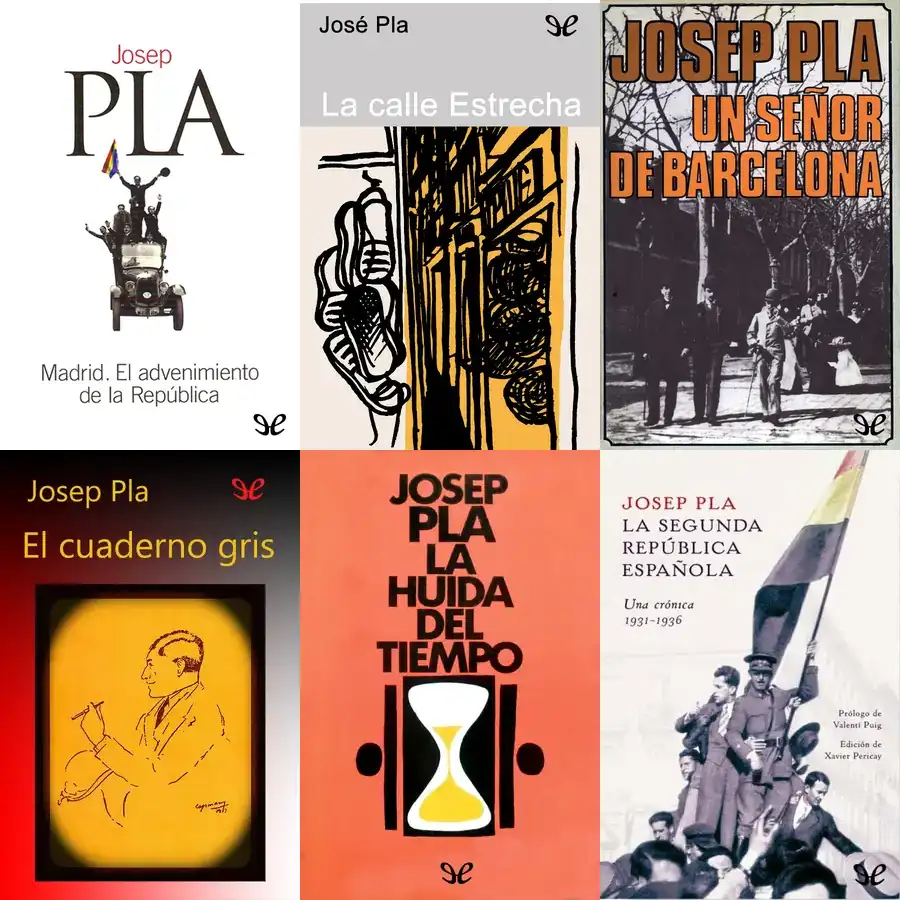 Josep
PLA
Madrid. El advenimiento
de la República
José Pla
La calle Estrecha
JOSEP PLA
UN SEÑOR
DE BARCELONA
Josep Pla
El cuaderno gris
JOSEP
PLA
LA
HUIDA
DEL
TIEMPO
JOSEP PLA
LA SEGUNDA
REPÚBLICA
ESPAÑOLA
Una crónica
1931-1936
Prólogo de
Valentí Puig
Edición de
Xavier Pericay